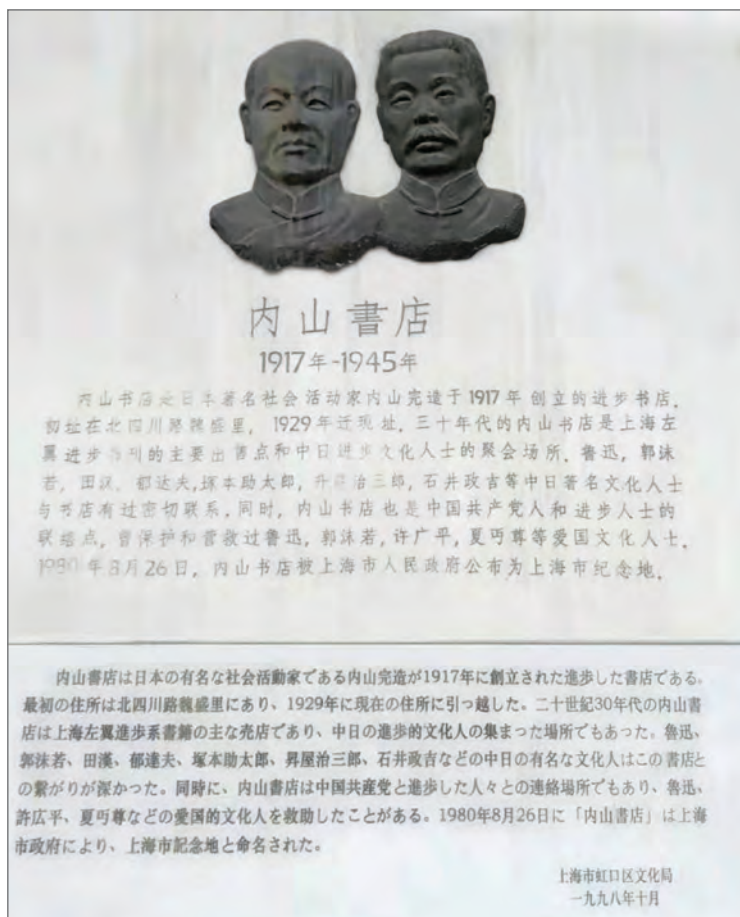 内山書店
1917年-1945年
内山书店是日本著名社会活动家内山完造于1917年创立的进步书店，
初址在北四川路魏盛里，1929年迁现址，三十年代的内山书店是上海左
翼进步书刊的主要出售点和中日进步文化人士的聚会场所，鲁迅，郭沫
若，田汉，郁达夫，塚本助太郎，升屋治三郎，石井政吉等中日著名文化人士
与书店有过密切联系，同时，内山书店也是中国共产党人和进步人士的
联络点，曾保护和营救过鲁迅，郭沫若，许广平，夏丏尊等爱国文化人士，
1980年8月26日，内山书店被上海市人民政府公布为上海市纪念地，
内山書店は日本の有名な社会活動家である内山完造が1917年に創立された進歩した書店である。
最初の住所は北四川路魏盛里にあり、1929年に現在の住所に引っ越した。二十世紀30年代の内山書
店は上海左翼進歩系書籍の主な売店であり、中日の進歩的文化人の集まった場所でもあった。魯迅、
郭沫若、田漢、郁達夫、塚本助太郎、昇屋治三郎、石井政吉などの中日の有名な文化人はこの書店と
の繋がりが深かった。同時に、内山書店は中国共産党と進歩した人々との連絡場所でもあり、魯迅、
許広平、夏丏尊などの愛国的文化人を救助したことがある。1980年8月26日に「内山書店」は上海
市政府により、上海市記念地と命名された。
上海市虹口区文化局
一九九八年十月